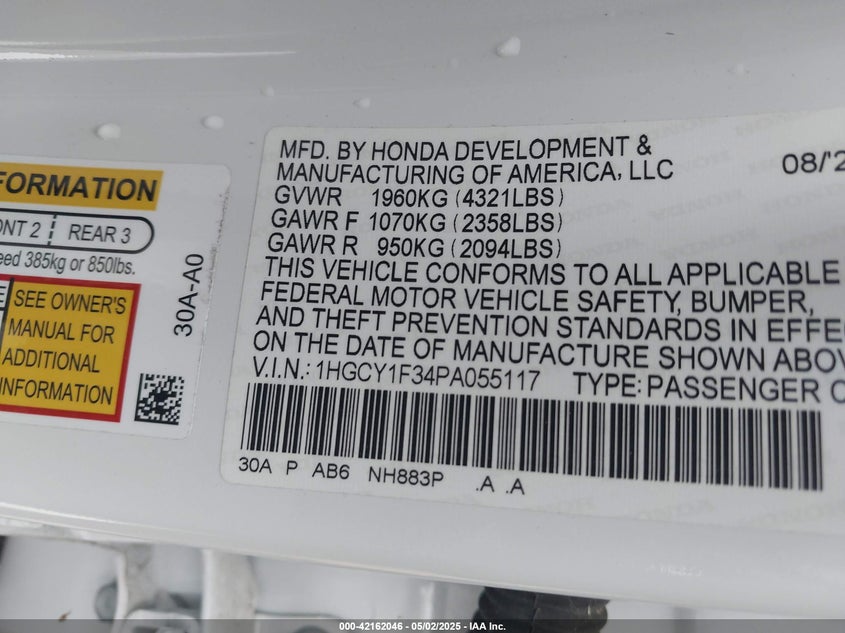 FORMATION
ONT 2 | REAR 3
eed 385kg or 850lbs.
SEE OWNER'S
MANUAL FOR
ADDITIONAL
INFORMATION
30A-A0
MFD. BY HONDA DEVELOPMENT &
MANUFACTURING OF AMERICA, LLC 08/'2
GVWR 1960KG (4321LBS)
GAWR F 1070KG (2358LBS)
GAWR R 950KG (2094LBS)
THIS VEHICLE CONFORMS TO ALL APPLICABLE
FEDERAL MOTOR VEHICLE SAFETY, BUMPER,
AND THEFT PREVENTION STANDARDS IN EFFEC
ON THE DATE OF MANUFACTURE SHOWN ABOV
V.I.N.: 1HGCY1F34PA055117 TYPE: PASSENGER C
30A P AB6 NH883P .A .A
000-42162046 - 05/02/2025 - IAA Inc.